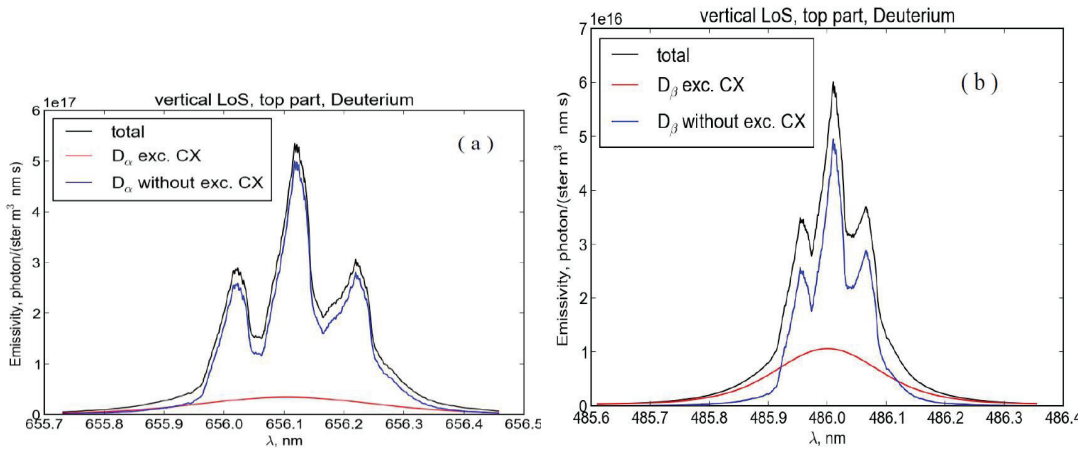 vertical LoS, top part, Deuterium
1e17
6
5
4
3
2
1
0
total
Dα exc. CX
Dα without exc. CX
( a )
Emissivity, photon/(ster m³ nm s)
655.7 655.8 655.9 656.0 656.1 656.2 656.3 656.4 656.5
λ, nm
vertical LoS, top part, Deuterium
1e16
7
6
5
4
3
2
1
0
total
Dβ exc. CX
Dβ without exc. CX
( b )
Emissivity, photon/(ster m³ nm s)
485.6 485.7 485.8 485.9 486.0 486.1 486.2 486.3 486.4
λ, nm